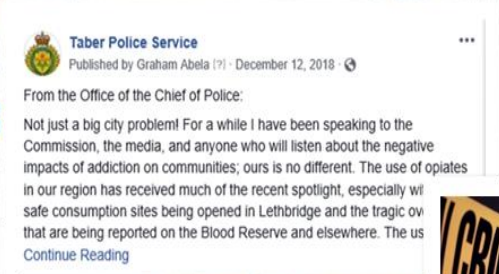 Taber Police Service
Published by Graham Abela [?] · December 12, 2018 ·
From the Office of the Chief of Police:
Not just a big city problem! For a while I have been speaking to the
Commission, the media, and anyone who will listen about the negative
impacts of addiction on communities; ours is no different. The use of opiates
in our region has received much of the recent spotlight, especially
safe consumption sites being opened in Lethbridge and the tragic
that are being reported on the Blood Reserve and elsewhere. The
Continue Reading